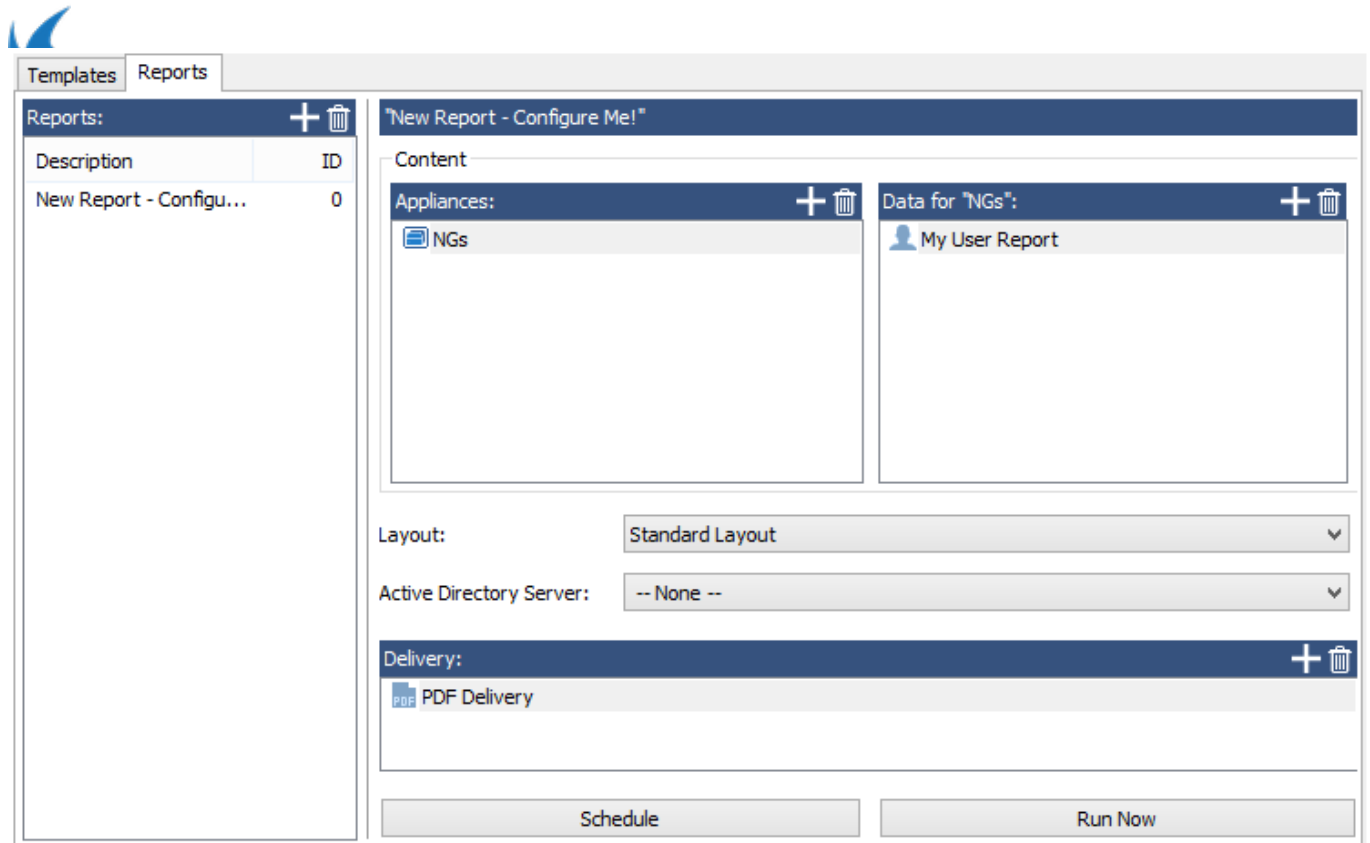 Templates Reports
Reports:
Description ID
New Report - Configu... 0
"New Report - Configure Me!"
Content
Appliances:
NGs
Data for "NGs":
My User Report
Layout: Standard Layout
Active Directory Server: -- None --
Delivery:
PDF PDF Delivery
Schedule Run Now